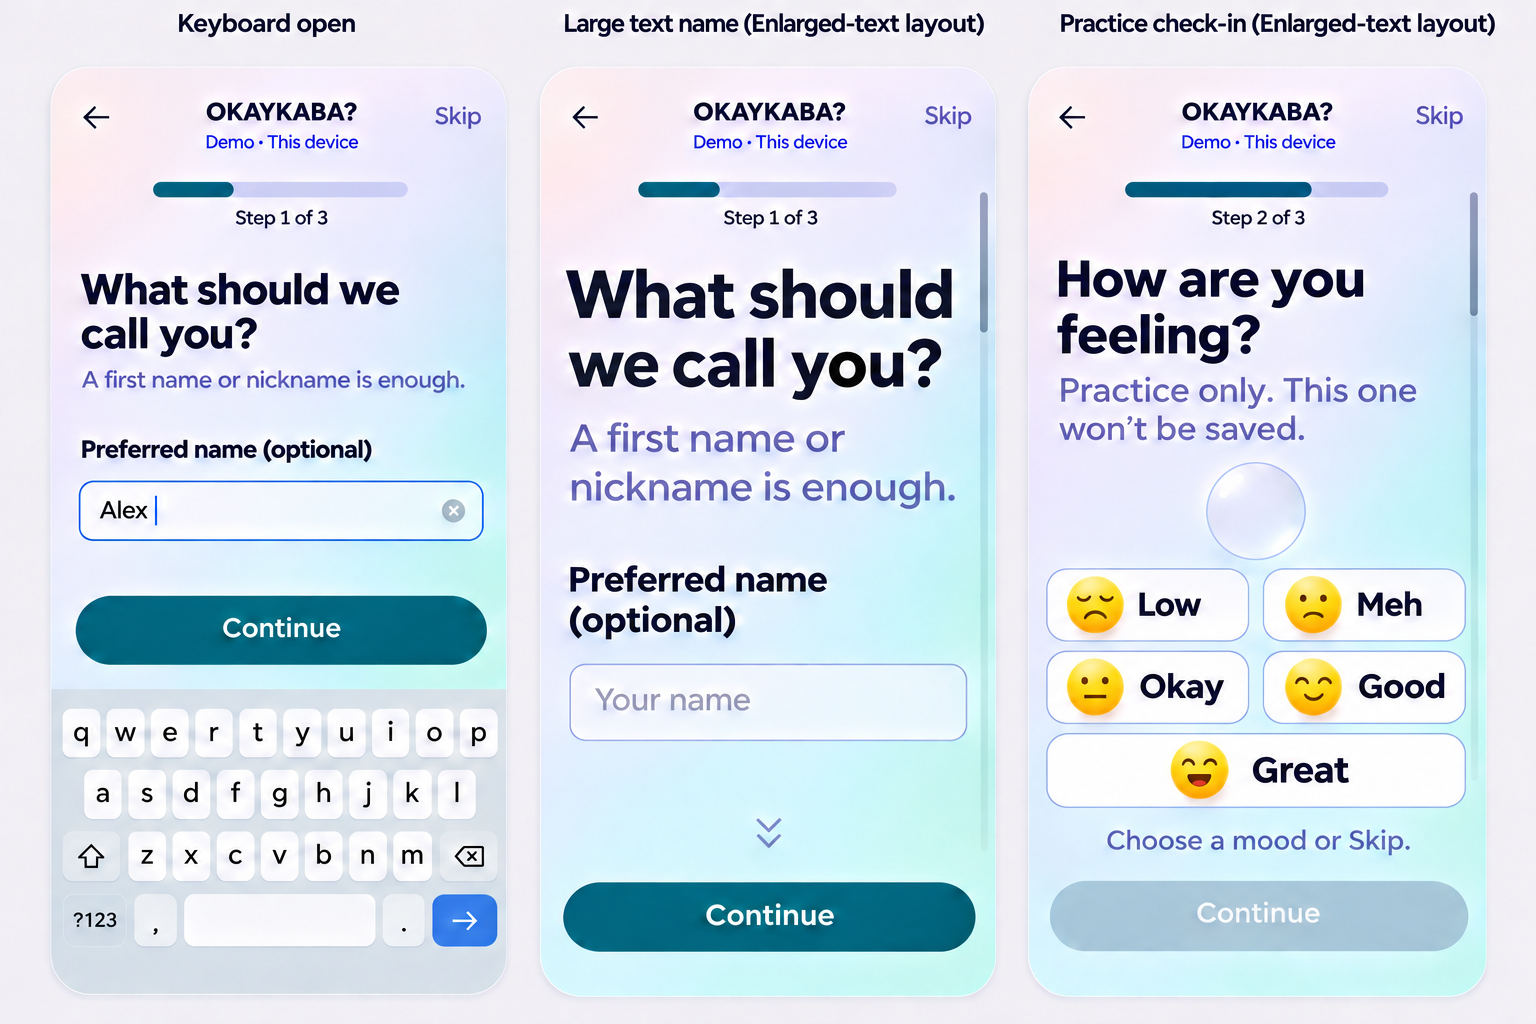 Keyboard open
OKAYKABA?
Skip
Demo • This device
Step 1 of 3
What should we
call you?
A first name or nickname is enough.
Preferred name (optional)
Alex
Continue
q w e r t y u i o p
a s d f g h j k l
z x c v b n m
?123 , .
Large text name (Enlarged-text layout)
OKAYKABA?
Skip
Demo • This device
Step 1 of 3
What should
we call you?
A first name or
nickname is enough.
Preferred name
(optional)
Your name
Continue
Practice check-in (Enlarged-text layout)
OKAYKABA?
Skip
Demo • This device
Step 2 of 3
How are you
feeling?
Practice only. This one
won’t be saved.
Low
Meh
Okay
Good
Great
Choose a mood or Skip.
Continue